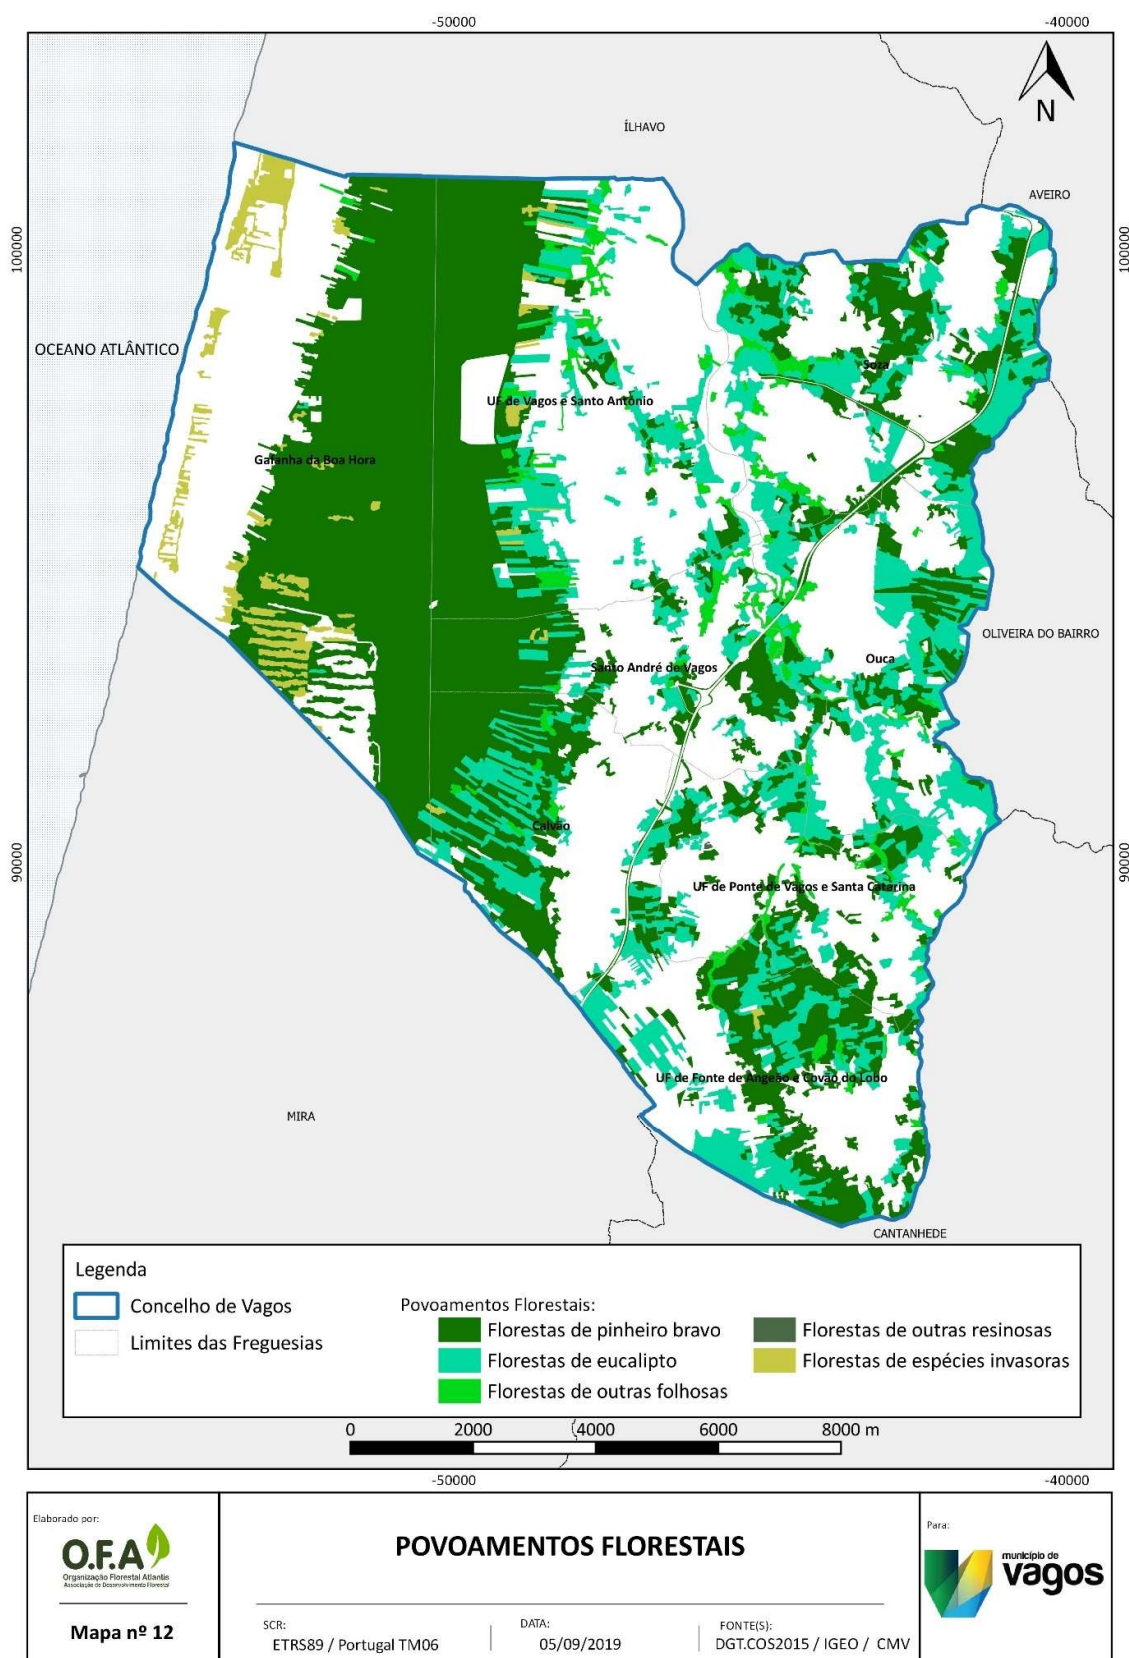 -50000
-40000
N
ÍLHAVO
AVEIRO
100000
100000
OCEANO ATLÂNTICO
Soza
UF de Vagos e Santo António
Gafanha da Boa Hora
OLIVEIRA DO BAIRRO
Ouca
Santo André de Vagos
Calvão
90000
90000
UF de Ponte de Vagos e Santa Catarina
UF de Fonte de Angeão e Covão do Lobo
MIRA
CANTANHEDE
Legenda
Concelho de Vagos
Limites das Freguesias
Povoamentos Florestais:
Florestas de pinheiro bravo
Florestas de eucalipto
Florestas de outras folhosas
Florestas de outras resinosas
Florestas de espécies invasoras
0 2000 4000 6000 8000 m
-50000
-40000
Elaborado por:
O.F.A
Organização Florestal Atlantis
Associação de Desenvolvimento Florestal
Mapa nº 12
POVOAMENTOS FLORESTAIS
SCR:
ETRS89 / Portugal TM06
DATA:
05/09/2019
FONTE(S):
DGT.COS2015 / IGEO / CMV
Para:
município de
vagos